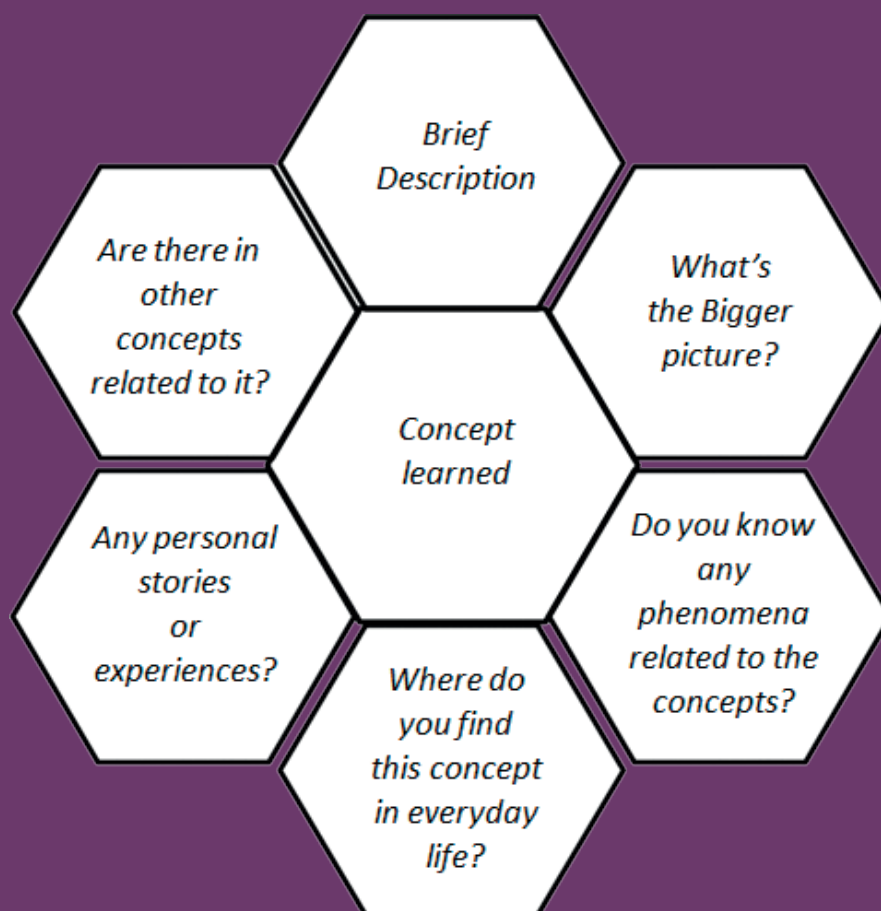 Brief
Description
Are there in
other
concepts
related to it?
What's
the Bigger
picture?
Concept
learned
Any personal
stories
or
experiences?
Do you know
any
phenomena
related to the
concepts?
Where do
you find
this concept
in everyday
life?